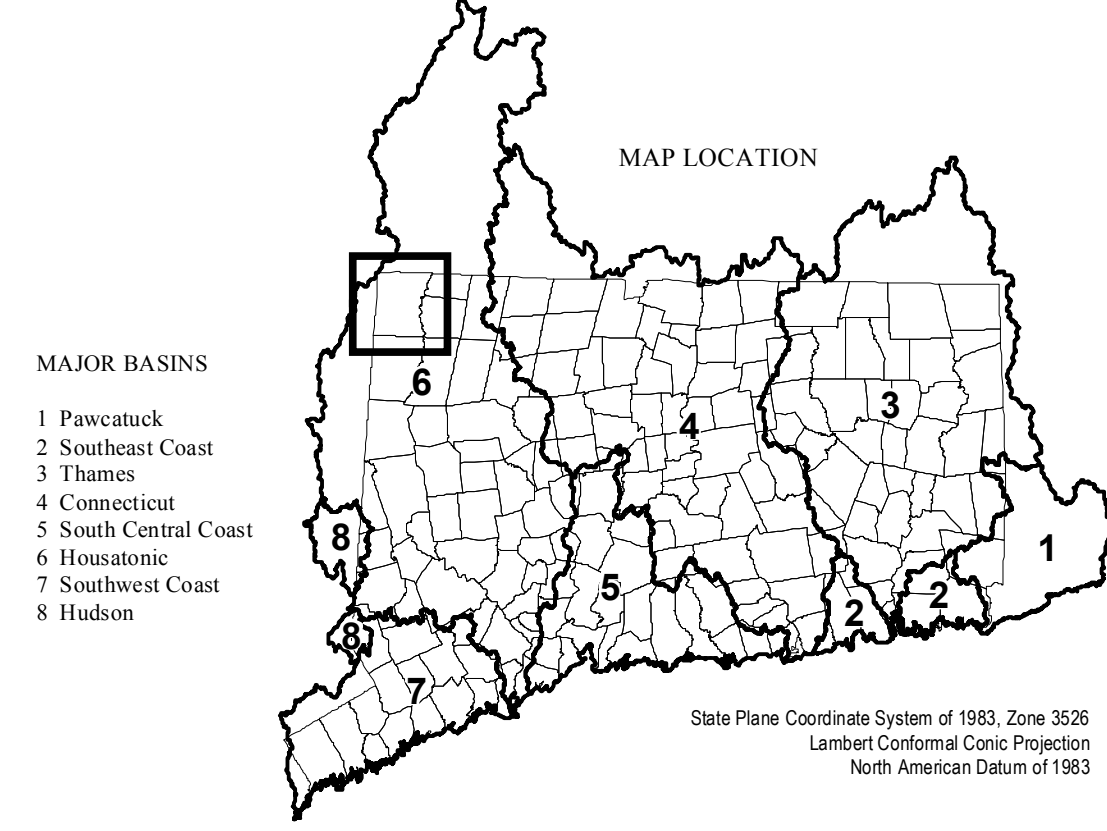 MAP LOCATION
MAJOR BASINS
1 Pawcatuck
2 Southeast Coast
3 Thames
4 Connecticut
5 South Central Coast
6 Housatonic
7 Southwest Coast
8 Hudson
6
3
4
8
1
5
2
2
8
7
State Plane Coordinate System of 1983, Zone 3526
Lambert Conformal Conic Projection
North American Datum of 1983